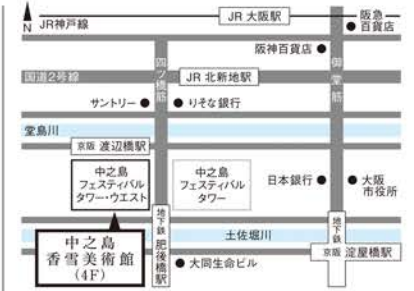 N
JR神戸線
JR 大阪駅
阪急
百貨店
阪神百貨店
四ツ橋筋
御堂筋
国道2号線
JR 北新地駅
サントリー
りそな銀行
堂島川
京阪 渡辺橋駅
中之島
フェスティバル
タワー・ウエスト
中之島
フェスティバル
タワー
日本銀行
大阪
市役所
地下鉄 肥後橋駅
土佐堀川
地下鉄
京阪 淀屋橋駅
中之島
香雪美術館
(4F)
大同生命ビル